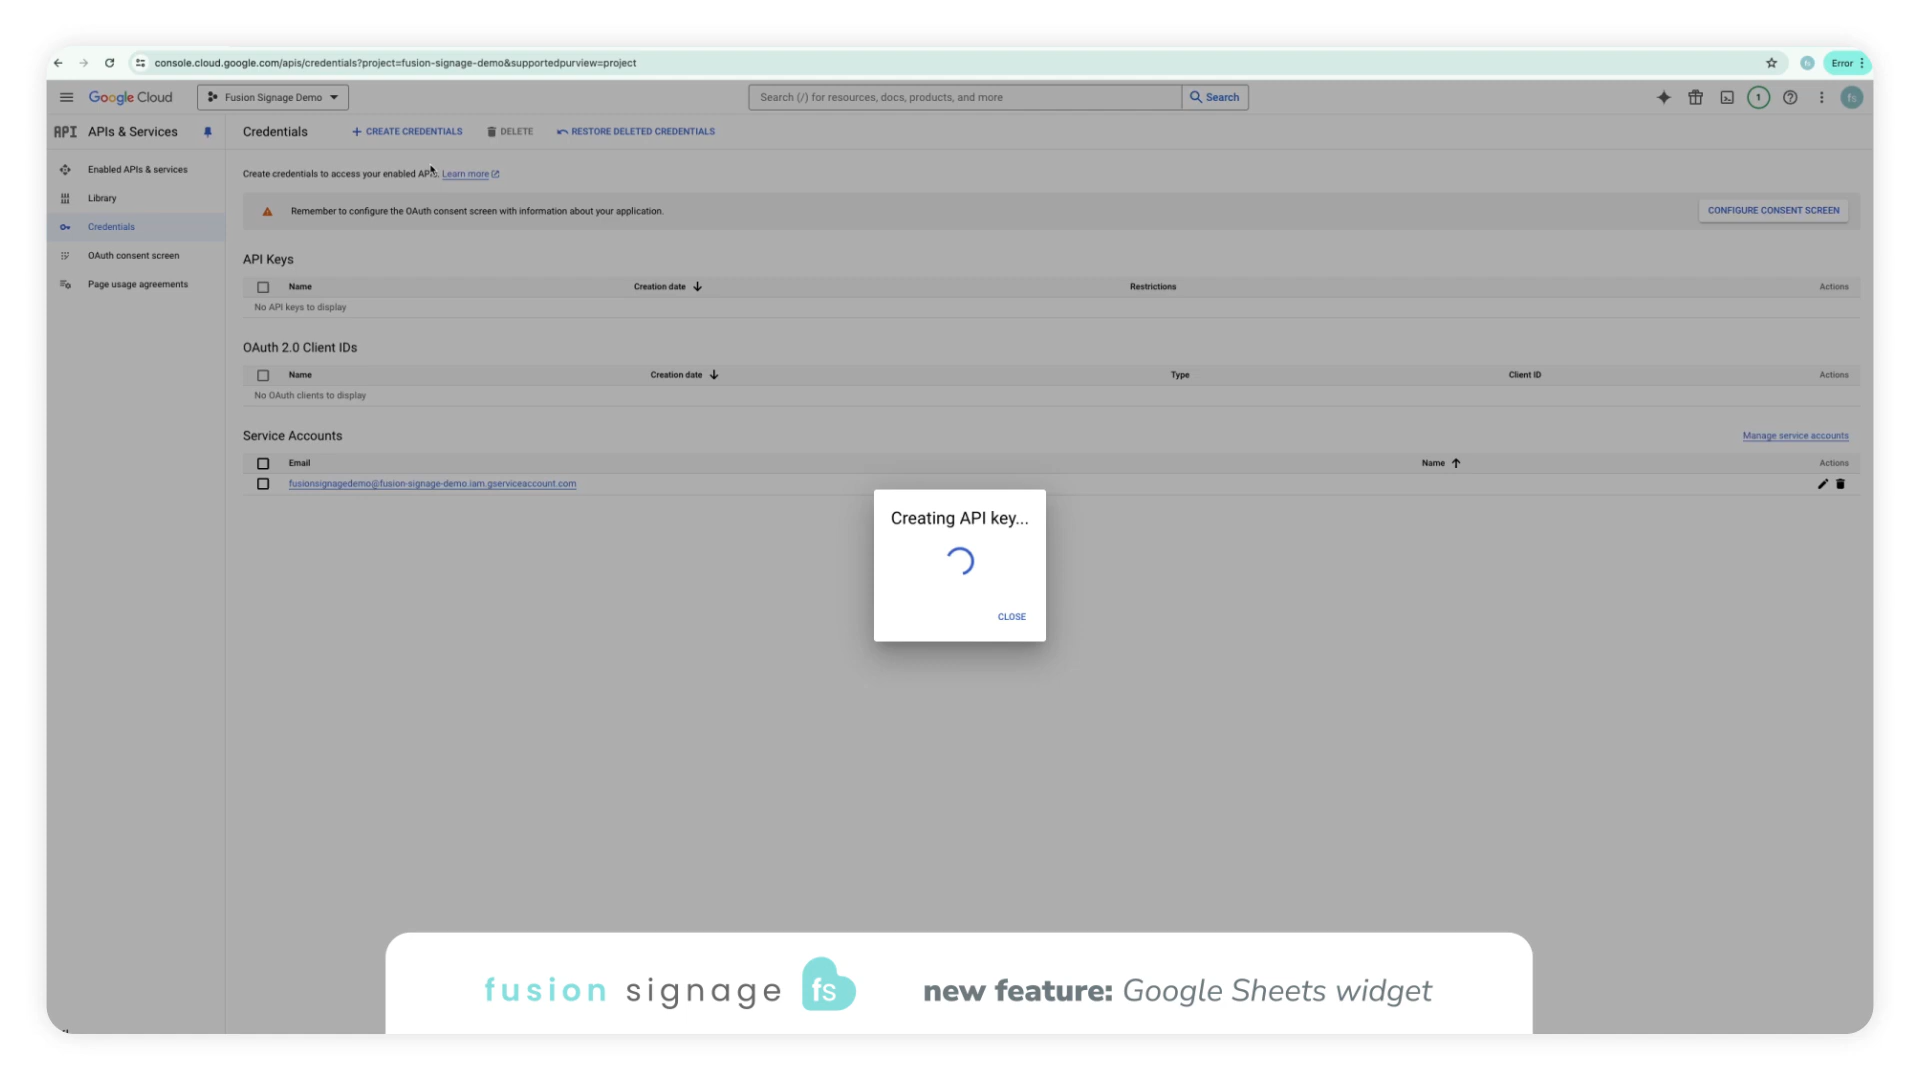 console.cloud.google.com/apis/credentials?project=fusion-signage-demo&supportedpurview=project
Error
Google Cloud
Fusion Signage Demo
Search (/) for resources, docs, products, and more
Search
1
fs
API APIs & Services
Credentials
+ CREATE CREDENTIALS
DELETE
RESTORE DELETED CREDENTIALS
Enabled APIs & services
Library
Credentials
OAuth consent screen
Page usage agreements
Create credentials to access your enabled APIs. Learn more
Remember to configure the OAuth consent screen with information about your application.
CONFIGURE CONSENT SCREEN
API Keys
Name Creation date Restrictions Actions
No API keys to display
OAuth 2.0 Client IDs
Name Creation date Type Client ID Actions
No OAuth clients to display
Service Accounts
Manage service accounts
Email Name Actions
fusionsignagedemo@fusion-signage-demo.iam.gserviceaccount.com
Creating API key...
CLOSE
fusion signage fs
new feature: Google Sheets widget